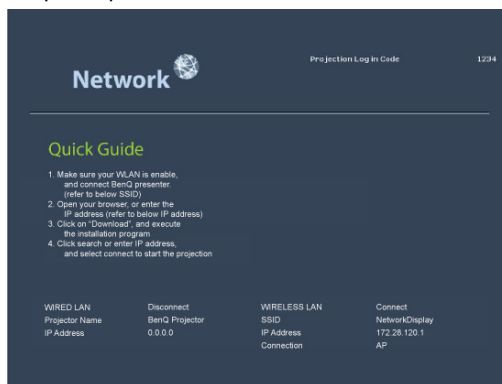 Network
Projection Log in Code 1234
Quick Guide
1. Make sure your WLAN is enable,
and connect BenQ presenter.
(refer to below SSID)
2. Open your browser, or enter the
IP address (refer to below IP address)
3. Click on "Download", and execute
the installation program
4. Click search or enter IP address,
and select connect to start the projection
WIRED LAN Disconnect WIRELESS LAN Connect
Projector Name BenQ Projector SSID NetworkDisplay
IP Address 0.0.0.0 IP Address 172.28.120.1
Connection AP